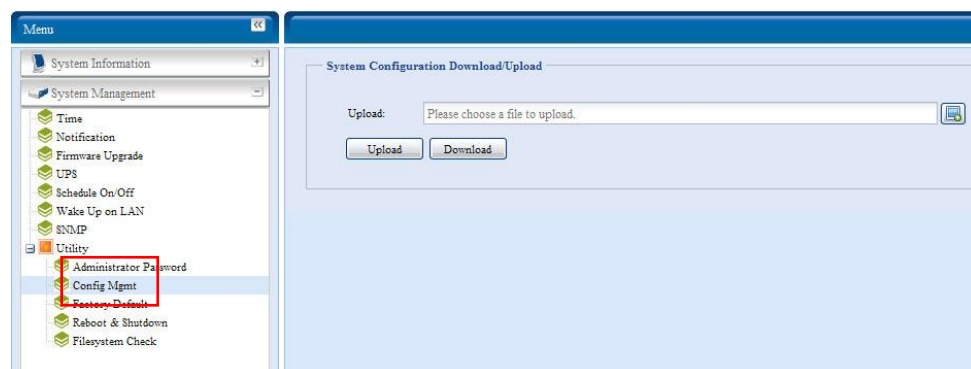 Menu
System Information
System Management
Time
Notification
Firmware Upgrade
UPS
Schedule On/Off
Wake Up on LAN
SNMP
Utility
Administrator Password
Config Mgmt
Factory Default
Reboot & Shutdown
Filesystem Check
System Configuration Download/Upload
Upload: Please choose a file to upload.
Upload Download